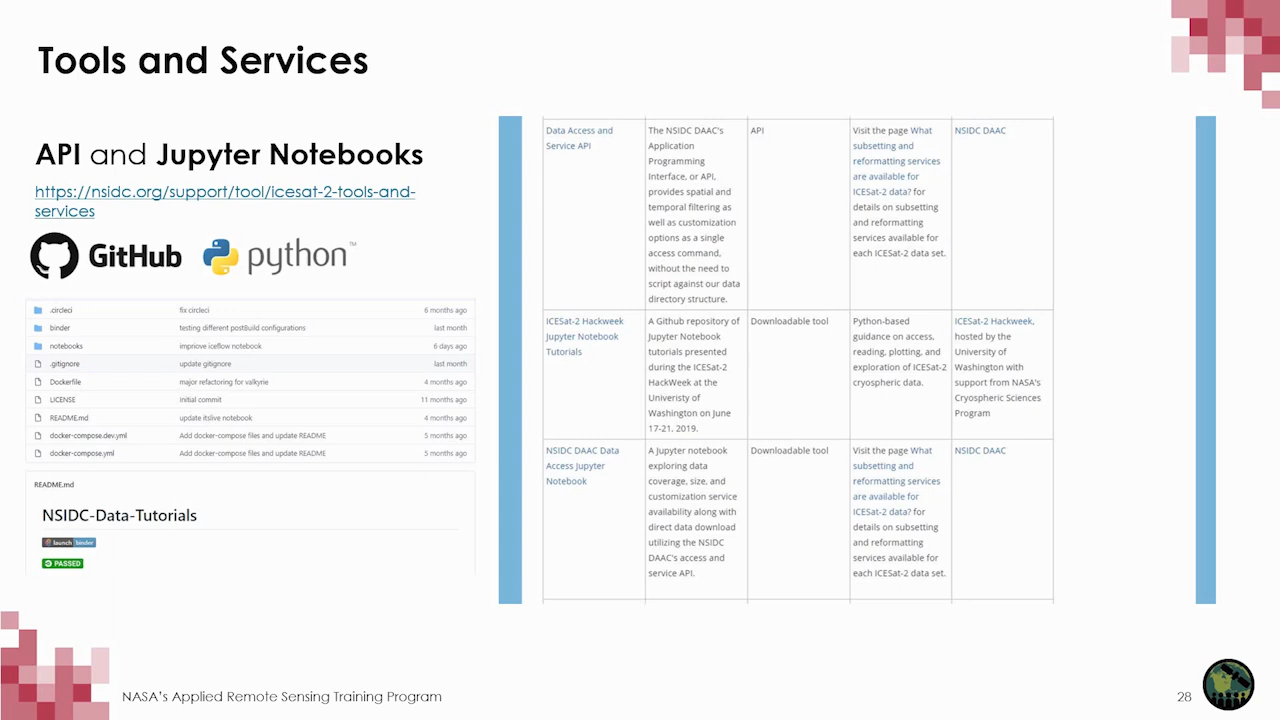 Tools and Services
API and Jupyter Notebooks
https://nsidc.org/support/tool/icesat-2-tools-and-
services
GitHub
python™
.circleci fix circleci 6 months ago
binder testing different postBuild configurations last month
notebooks improvie iceflow notebook 6 days ago
.gitignore update gitignore last month
Dockerfile major refactoring for valkyrie 4 months ago
LICENSE Initial commit 11 months ago
README.md update itslive notebook 4 months ago
docker-compose.dev.yml Add docker-compose files and update README 5 months ago
docker-compose.yml Add docker-compose files and update README 5 months ago
README.md
NSIDC-Data-Tutorials
launch binder
PASSED
Data Access and
Service API
The NSIDC DAAC's
Application
Programming
Interface, or API,
provides spatial and
temporal filtering as
well as customization
options as a single
access command,
without the need to
script against our data
directory structure.
API
Visit the page What
subsetting and
reformatting services
are available for
ICESat-2 data? for
details on subsetting
and reformatting
services available for
each ICESat-2 data set.
NSIDC DAAC
ICESat-2 Hackweek
Jupyter Notebook
Tutorials
A Github repository of
Jupyter Notebook
tutorials presented
during the ICESat-2
HackWeek at the
Univeristy of
Washington on June
17-21, 2019.
Downloadable tool
Python-based
guidance on access,
reading, plotting, and
exploration of ICESat-2
cryospheric data.
ICESat-2 Hackweek,
hosted by the
University of
Washington with
support from NASA's
Cryospheric Sciences
Program
NSIDC DAAC Data
Access Jupyter
Notebook
A Jupyter notebook
exploring data
coverage, size, and
customization service
availability along with
direct data download
utilizing the NSIDC
DAAC's access and
service API.
Downloadable tool
Visit the page What
subsetting and
reformatting services
are available for
ICESat-2 data? for
details on subsetting
and reformatting
services available for
each ICESat-2 data set.
NSIDC DAAC
NASA's Applied Remote Sensing Training Program
28